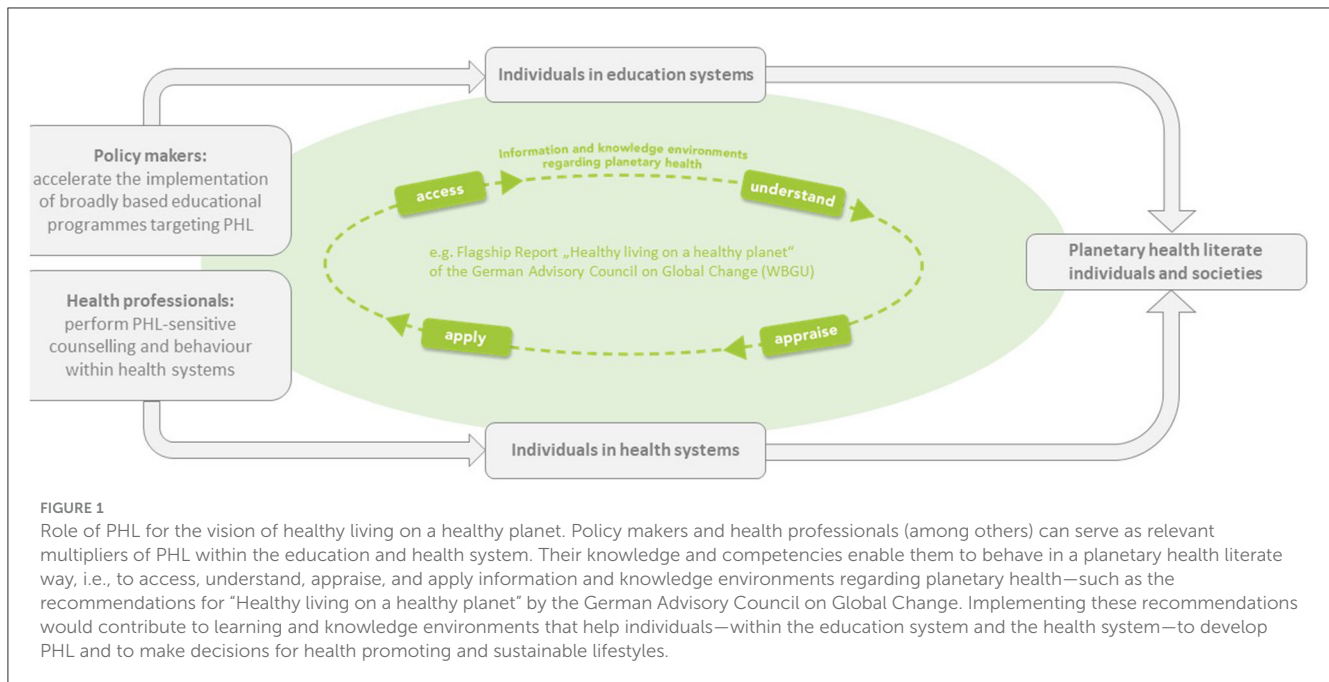 Individuals in education systems
Policy makers:
accelerate the implementation
of broadly based educational
programmes targeting PHL
Information and knowledge environments
regarding planetary health
access
understand
e.g. Flagship Report „Healthy living on a healthy planet“
of the German Advisory Council on Global Change (WBGU)
Planetary health literate
individuals and societies
Health professionals:
perform PHL-sensitive
counselling and behaviour
within health systems
apply
appraise
Individuals in health systems
FIGURE 1
Role of PHL for the vision of healthy living on a healthy planet. Policy makers and health professionals (among others) can serve as relevant
multipliers of PHL within the education and health system. Their knowledge and competencies enable them to behave in a planetary health literate
way, i.e., to access, understand, appraise, and apply information and knowledge environments regarding planetary health—such as the
recommendations for “Healthy living on a healthy planet” by the German Advisory Council on Global Change. Implementing these recommendations
would contribute to learning and knowledge environments that help individuals—within the education system and the health system—to develop
PHL and to make decisions for health promoting and sustainable lifestyles.